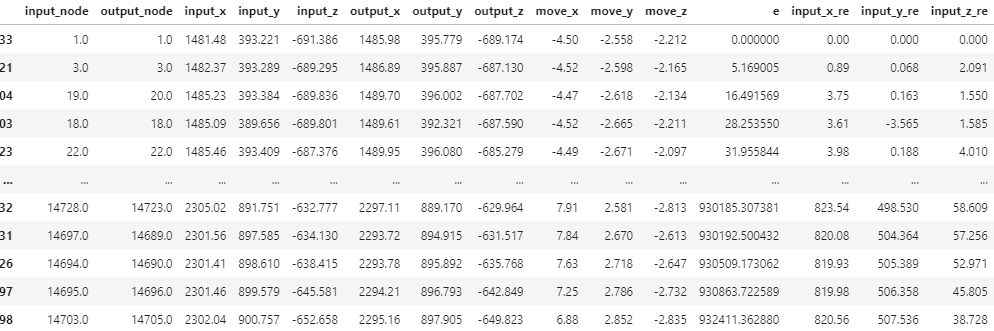 input_node output_node input_x input_y input_z output_x output_y output_z move_x move_y move_z e input_x_re input_y_re input_z_re
33 1.0 1.0 1481.48 393.221 -691.386 1485.98 395.779 -689.174 -4.50 -2.558 -2.212 0.000000 0.00 0.000 0.000
21 3.0 3.0 1482.37 393.289 -689.295 1486.89 395.887 -687.130 -4.52 -2.598 -2.165 5.169005 0.89 0.068 2.091
04 19.0 20.0 1485.23 393.384 -689.836 1489.70 396.002 -687.702 -4.47 -2.618 -2.134 16.491569 3.75 0.163 1.550
03 18.0 18.0 1485.09 389.656 -689.801 1489.61 392.321 -687.590 -4.52 -2.665 -2.211 28.253550 3.61 -3.565 1.585
23 22.0 22.0 1485.46 393.409 -687.376 1489.95 396.080 -685.279 -4.49 -2.671 -2.097 31.955844 3.98 0.188 4.010
... ... ... ... ... ... ... ... ... ... ... ... ... ... ... ...
32 14728.0 14723.0 2305.02 891.751 -632.777 2297.11 889.170 -629.964 7.91 2.581 -2.813 930185.307381 823.54 498.530 58.609
31 14697.0 14689.0 2301.56 897.585 -634.130 2293.72 894.915 -631.517 7.84 2.670 -2.613 930192.500432 820.08 504.364 57.256
26 14694.0 14690.0 2301.41 898.610 -638.415 2293.78 895.892 -635.768 7.63 2.718 -2.647 930509.173062 819.93 505.389 52.971
97 14695.0 14696.0 2301.46 899.579 -645.581 2294.21 896.793 -642.849 7.25 2.786 -2.732 930863.722589 819.98 506.358 45.805
98 14703.0 14705.0 2302.04 900.757 -652.658 2295.16 897.905 -649.823 6.88 2.852 -2.835 932411.362880 820.56 507.536 38.728